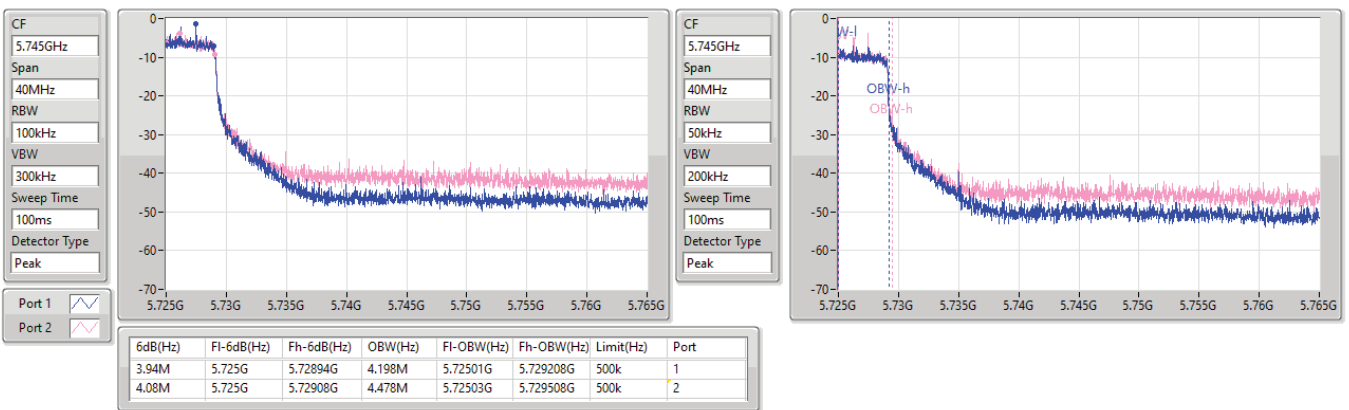 CF
5.745GHz
Span
40MHz
RBW
100kHz
VBW
300kHz
Sweep Time
100ms
Detector Type
Peak
Port 1
Port 2
0
-10
-20
-30
-40
-50
-60
-70
5.725G 5.73G 5.735G 5.74G 5.745G 5.75G 5.755G 5.76G 5.765G
CF
5.745GHz
Span
40MHz
RBW
50kHz
VBW
200kHz
Sweep Time
100ms
Detector Type
Peak
0
-10
-20
-30
-40
-50
-60
-70
W-l
OBW-h
OBW-h
5.725G 5.73G 5.735G 5.74G 5.745G 5.75G 5.755G 5.76G 5.765G
6dB(Hz) Fl-6dB(Hz) Fh-6dB(Hz) OBW(Hz) Fl-OBW(Hz) Fh-OBW(Hz) Limit(Hz) Port
3.94M 5.725G 5.72894G 4.198M 5.72501G 5.729208G 500k 1
4.08M 5.725G 5.72908G 4.478M 5.72503G 5.729508G 500k 2